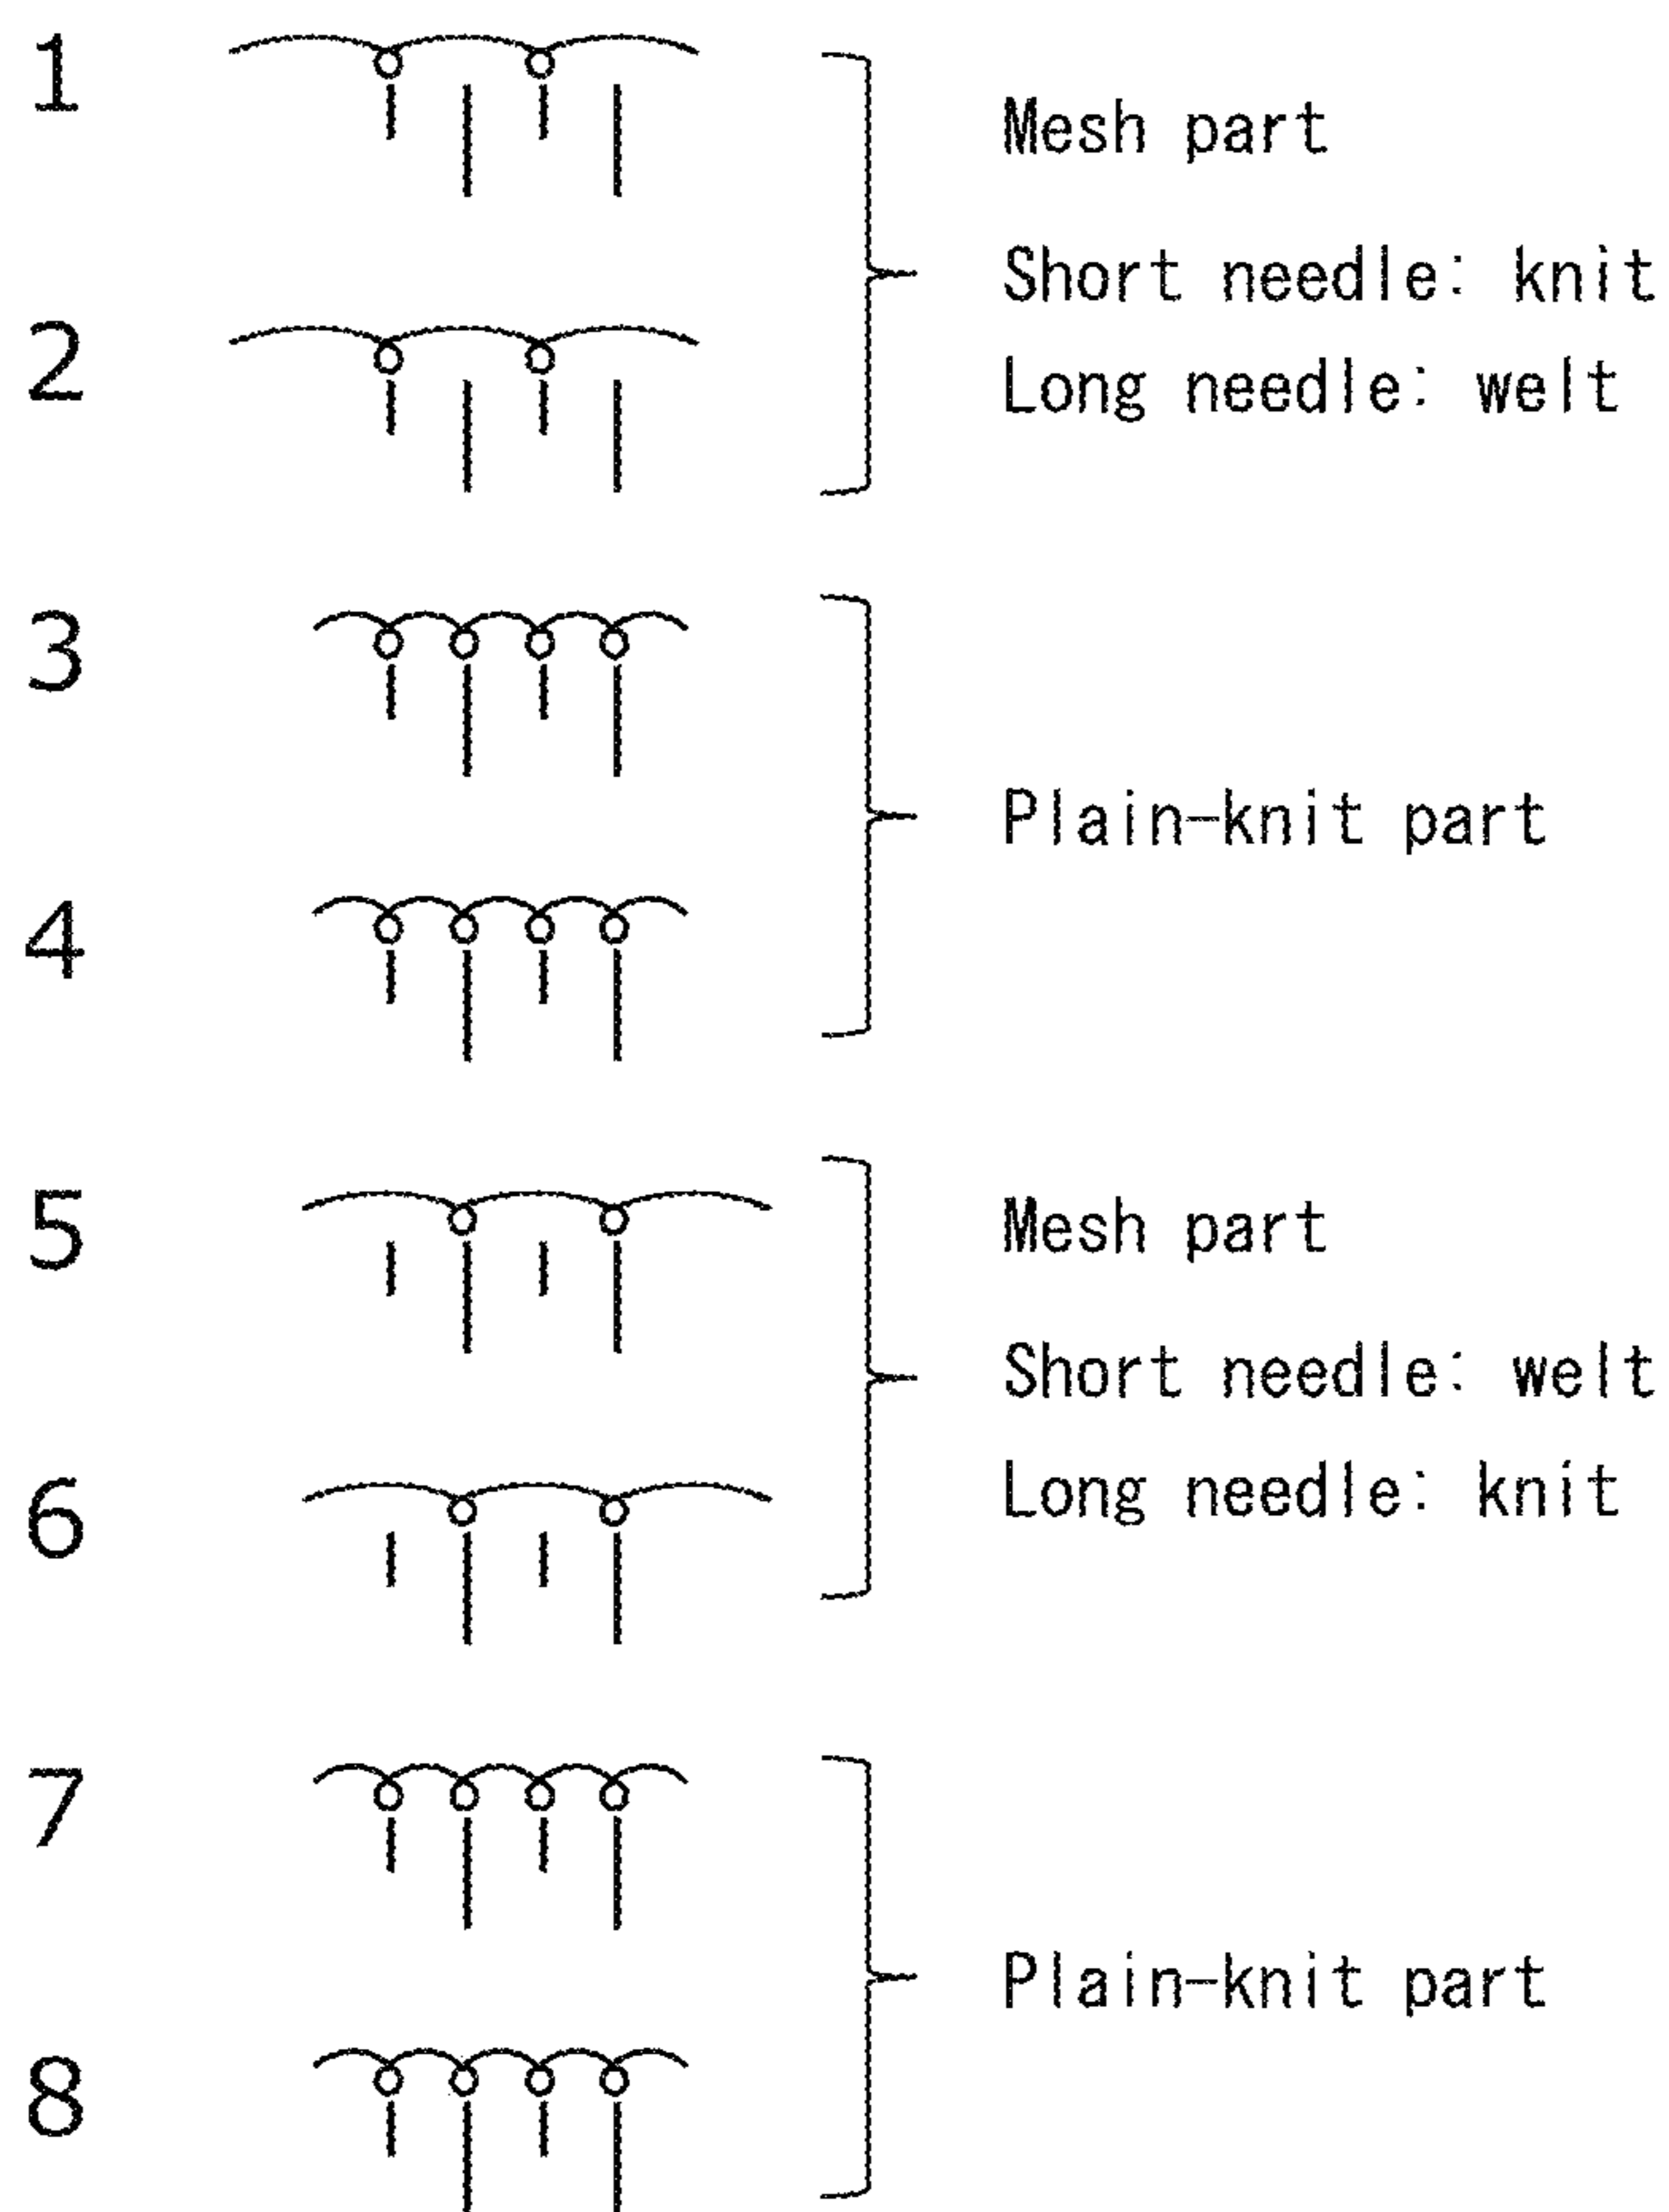 1
Mesh part
Short needle: knit
2
Long needle: welt
3
Plain-knit part
4
5
Mesh part
Short needle: welt
6
Long needle: knit
7
Plain-knit part
8